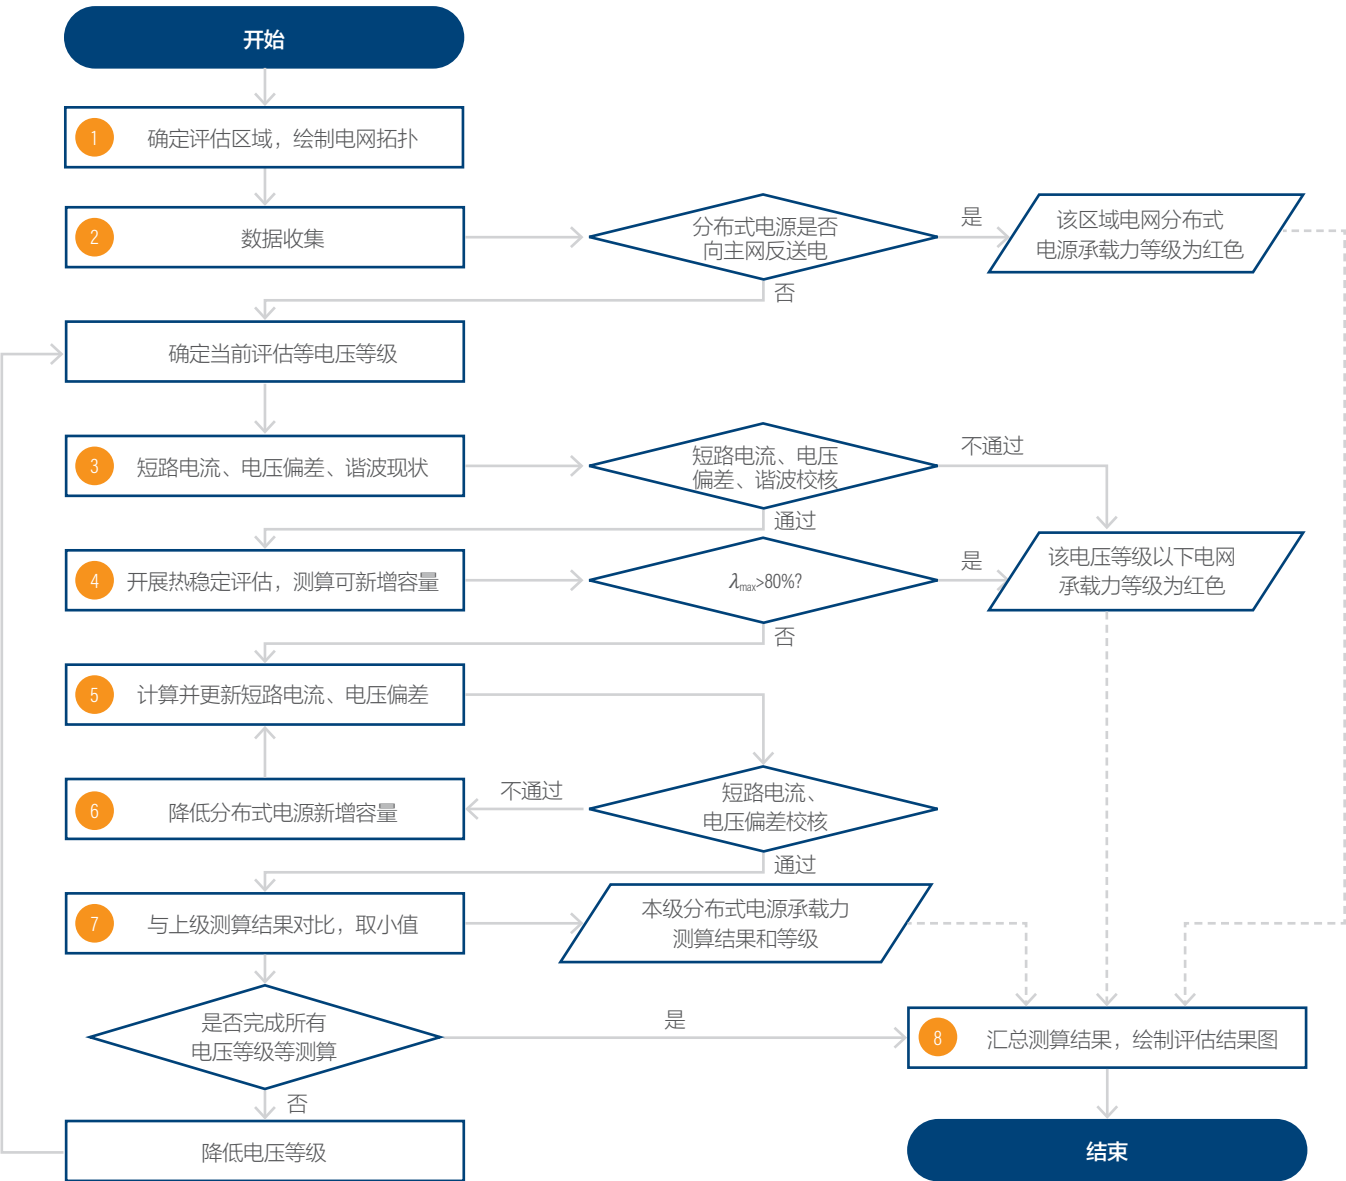 开始
1
确定评估区域，绘制电网拓扑
2
数据收集
分布式电源是否
向主网反送电
是
该区域电网分布式
电源承载力等级为红色
否
确定当前评估等电压等级
3
短路电流、电压偏差、谐波现状
短路电流、电压
偏差、谐波校核
不通过
通过
4
开展热稳定评估，测算可新增容量
λmax>80%?
是
该电压等级以下电网
承载力等级为红色
否
5
计算并更新短路电流、电压偏差
6
降低分布式电源新增容量
不通过
短路电流、
电压偏差校核
通过
7
与上级测算结果对比，取小值
本级分布式电源承载力
测算结果和等级
是否完成所有
电压等级等测算
是
8
汇总测算结果，绘制评估结果图
否
降低电压等级
结束